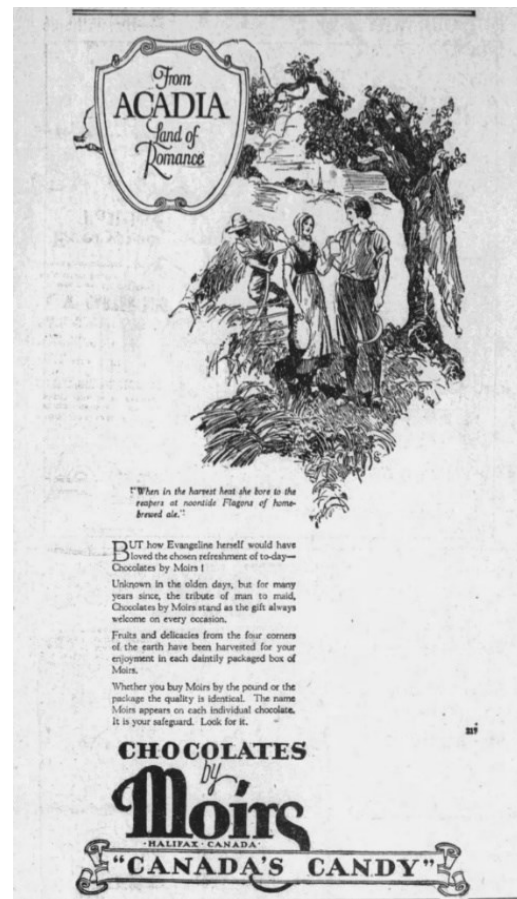 From
ACADIA
Land of
Romance
"When in the harvest heat she bore to the
reapers at noontide Flagons of home-
brewed ale."
BUT how Evangeline herself would have
loved the chosen refreshment of to-day—
Chocolates by Moirs !
Unknown in the olden days, but for many
years since, the tribute of man to maid,
Chocolates by Moirs stand as the gift always
welcome on every occasion.
Fruits and delicacies from the four corners
of the earth have been harvested for your
enjoyment in each daintily packaged box of
Moirs.
Whether you buy Moirs by the pound or the
package the quality is identical. The name
Moirs appears on each individual chocolate.
It is your safeguard. Look for it.
CHOCOLATES
by
Moirs
·HALIFAX·CANADA·
"CANADA'S CANDY"